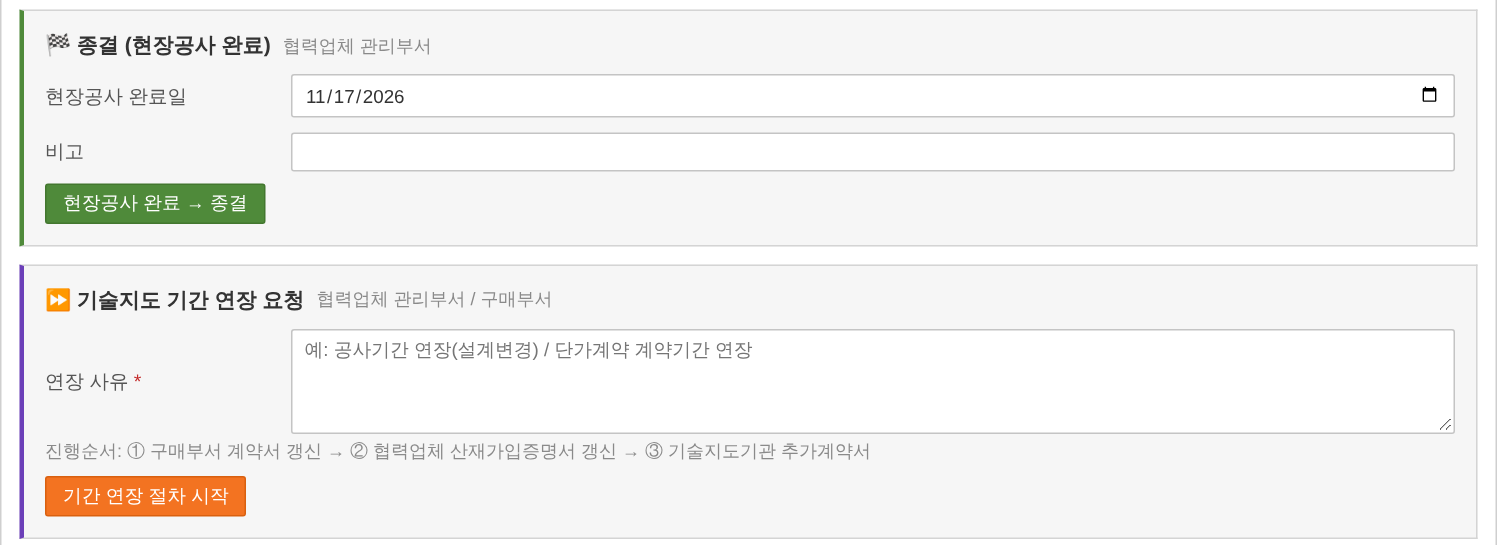 🏁 종결 (현장공사 완료) 협력업체 관리부서
현장공사 완료일
11/17/2026
비고
현장공사 완료 → 종결
⏩ 기술지도 기간 연장 요청 협력업체 관리부서 / 구매부서
연장 사유 *
예: 공사기간 연장(설계변경) / 단가계약 계약기간 연장
진행순서: ① 구매부서 계약서 갱신 → ② 협력업체 산재가입증명서 갱신 → ③ 기술지도기관 추가계약서
기간 연장 절차 시작